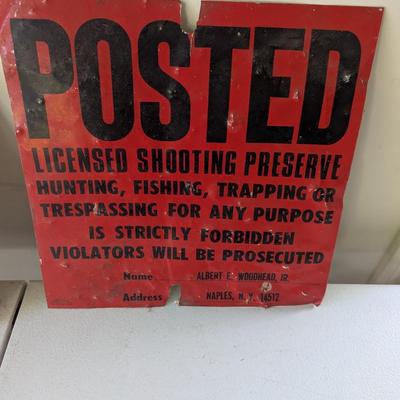 POSTED
LICENSED SHOOTING PRESERVE
HUNTING, FISHING, TRAPPING OR
TRESPASSING FOR ANY PURPOSE
IS STRICTLY FORBIDDEN
VIOLATORS WILL BE PROSECUTED
Name ALBERT E. WOODHEAD, JR.
Address NAPLES, N. Y. 14512